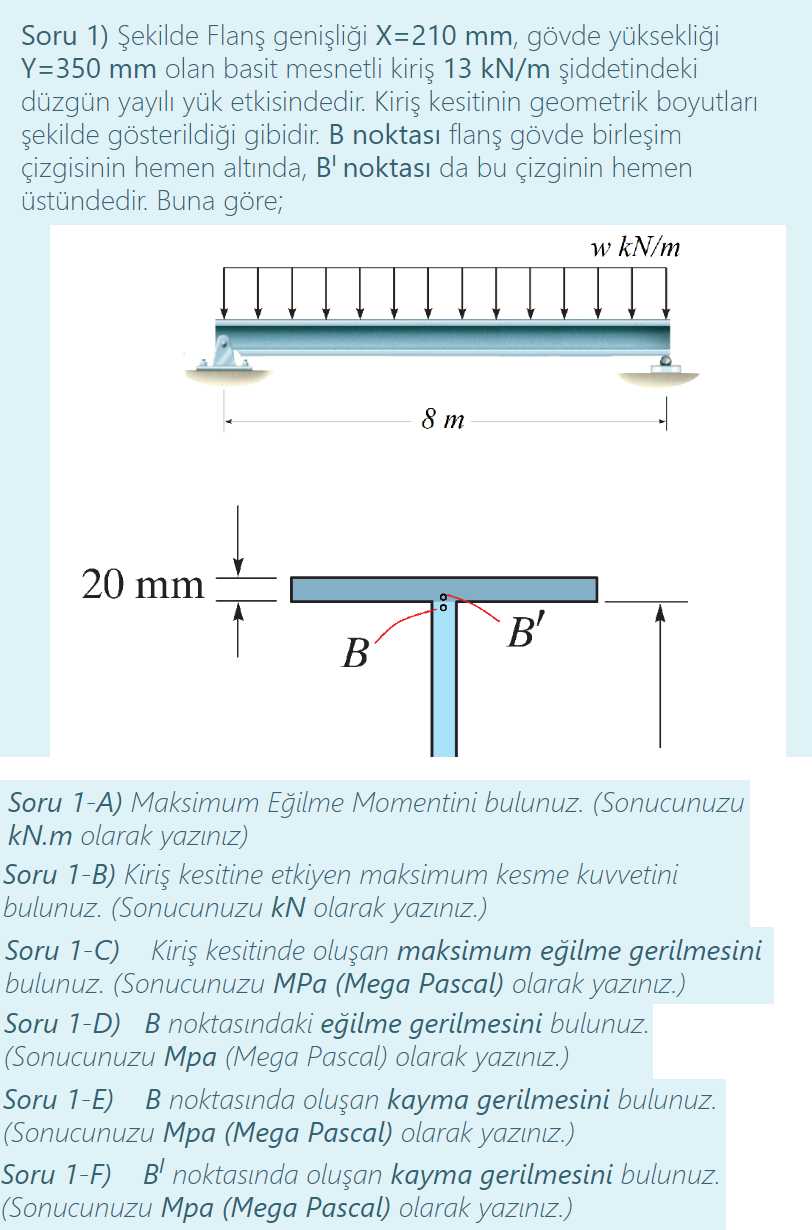 Soru 1) Şekilde Flanş genişliği X=210 mm, gövde yüksekliği
Y=350 mm olan basit mesnetli kiriş 13 kN/m şiddetindeki
düzgün yayılı yük etkisindedir. Kiriş kesitinin geometrik boyutları
şekilde gösterildiği gibidir. B noktası flanş gövde birleşim
çizgisinin hemen altında, B' noktası da bu çizginin hemen
üstündedir. Buna göre;
w kN/m
8 m
20 mm
B
B'
Soru 1-A) Maksimum Eğilme Momentini bulunuz. (Sonucunuzu
kN.m olarak yazınız)
Soru 1-B) Kiriş kesitine etkiyen maksimum kesme kuvvetini
bulunuz. (Sonucunuzu kN olarak yazınız.)
Soru 1-C) Kiriş kesitinde oluşan maksimum eğilme gerilmesini
bulunuz. (Sonucunuzu MPa (Mega Pascal) olarak yazınız.)
Soru 1-D) B noktasındaki eğilme gerilmesini bulunuz.
(Sonucunuzu Mpa (Mega Pascal) olarak yazınız.)
Soru 1-E) B noktasında oluşan kayma gerilmesini bulunuz.
(Sonucunuzu Mpa (Mega Pascal) olarak yazınız.)
Soru 1-F) B' noktasında oluşan kayma gerilmesini bulunuz.
(Sonucunuzu Mpa (Mega Pascal) olarak yazınız.)